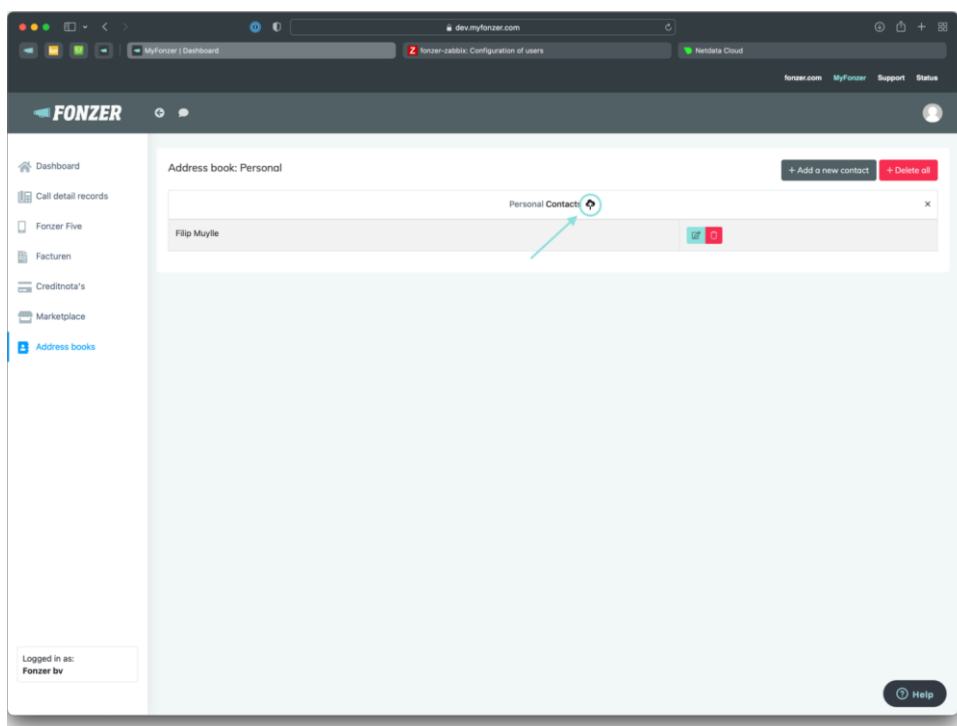 dev.myfonzer.com
MyFonzer | Dashboard
Z fonzer-zabbix: Configuration of users
Netdata Cloud
fonzer.com MyFonzer Support Status
FONZER
Dashboard
Call detail records
Fonzer Five
Facturen
Creditnota's
Marketplace
Address books
Address book: Personal
+ Add a new contact
+ Delete all
Personal Contacts
Filip Muylle
Logged in as:
Fonzer bv
Help